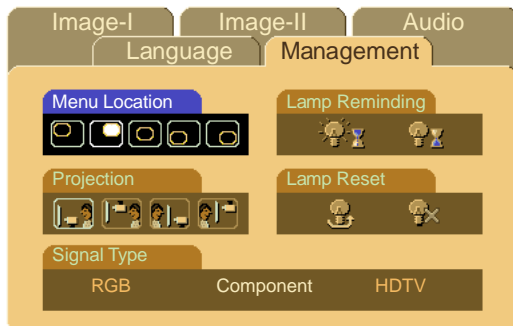 Image-I Image-II Audio
Language Management
Menu Location Lamp Reminding
Projection Lamp Reset
Signal Type
RGB Component HDTV